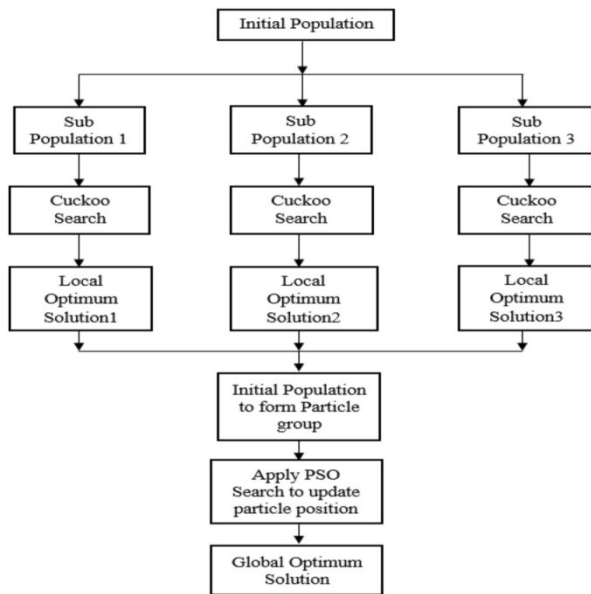 Initial Population
Sub
Population 1
Sub
Population 2
Sub
Population 3
Cuckoo
Search
Cuckoo
Search
Cuckoo
Search
Local
Optimum
Solution1
Local
Optimum
Solution2
Local
Optimum
Solution3
Initial Population
to form Particle
group
Apply PSO
Search to update
particle position
Global Optimum
Solution